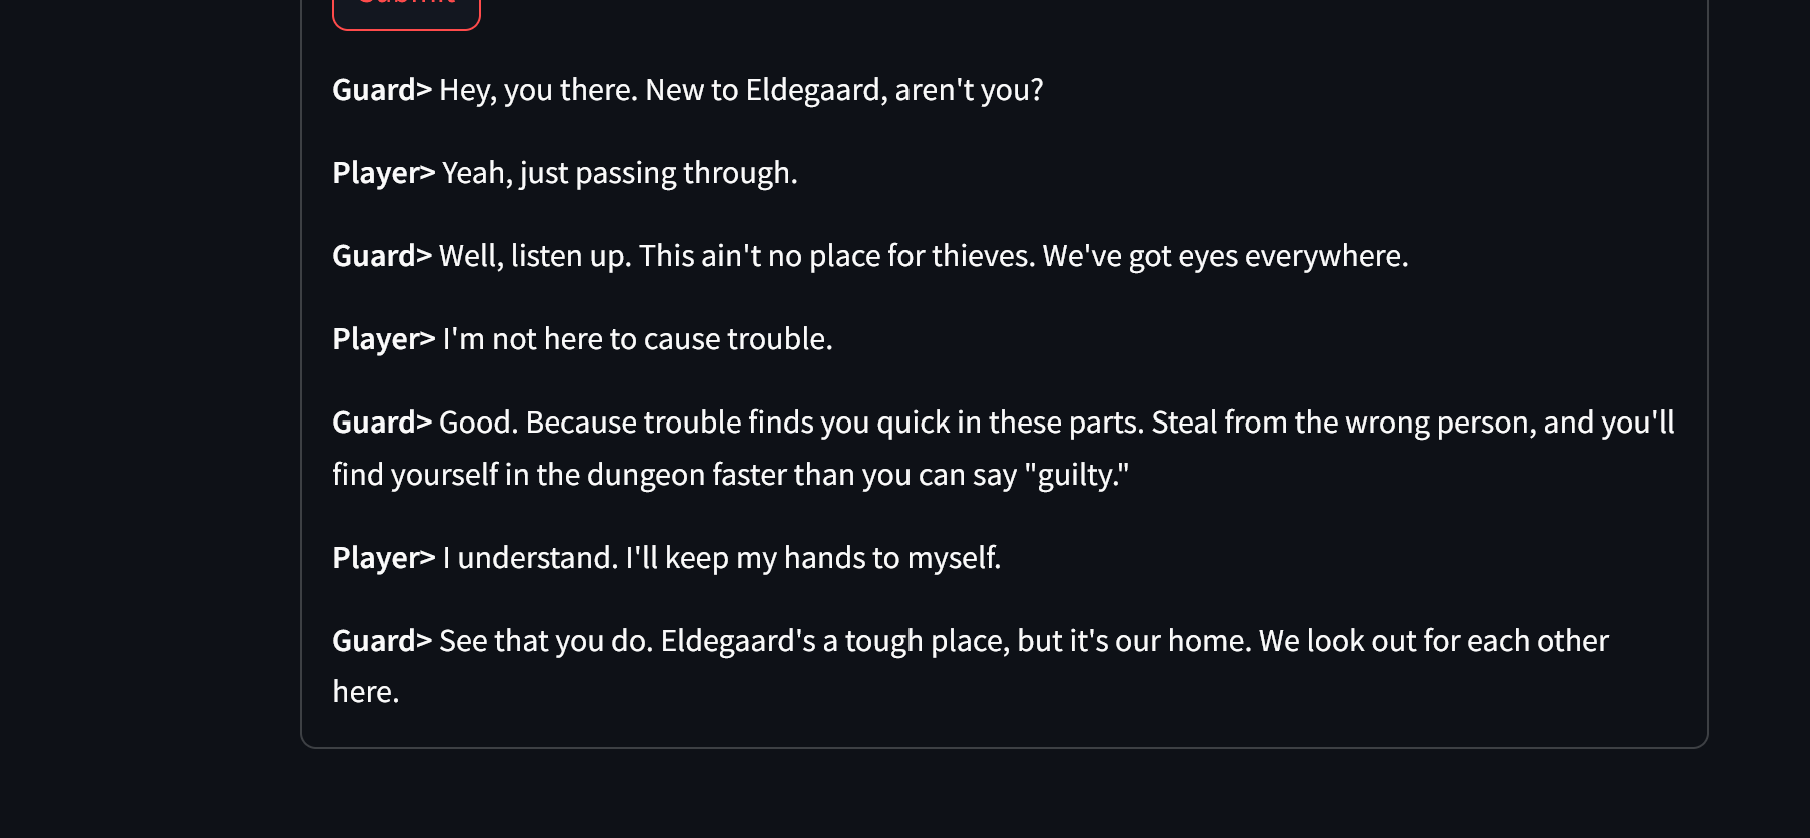 Submit
Guard> Hey, you there. New to Eldegaard, aren't you?
Player> Yeah, just passing through.
Guard> Well, listen up. This ain't no place for thieves. We've got eyes everywhere.
Player> I'm not here to cause trouble.
Guard> Good. Because trouble finds you quick in these parts. Steal from the wrong person, and you'll
find yourself in the dungeon faster than you can say "guilty."
Player> I understand. I'll keep my hands to myself.
Guard> See that you do. Eldegaard's a tough place, but it's our home. We look out for each other
here.